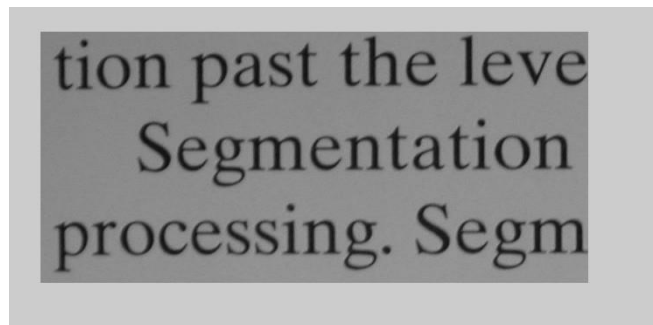 tion past the leve
Segmentation
processing. Segm